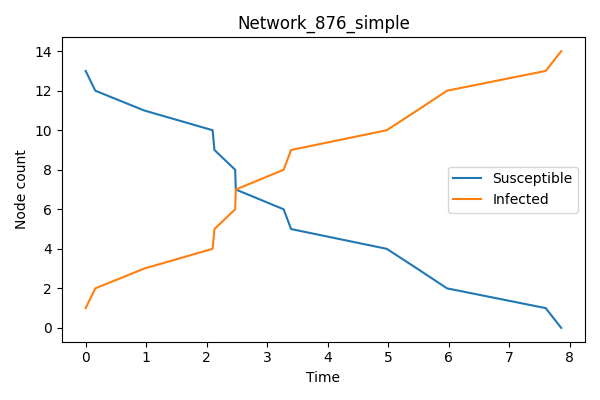 Network_876_simple
Node count
14
12
10
8
6
4
2
0
Susceptible
Infected
0 1 2 3 4 5 6 7 8
Time